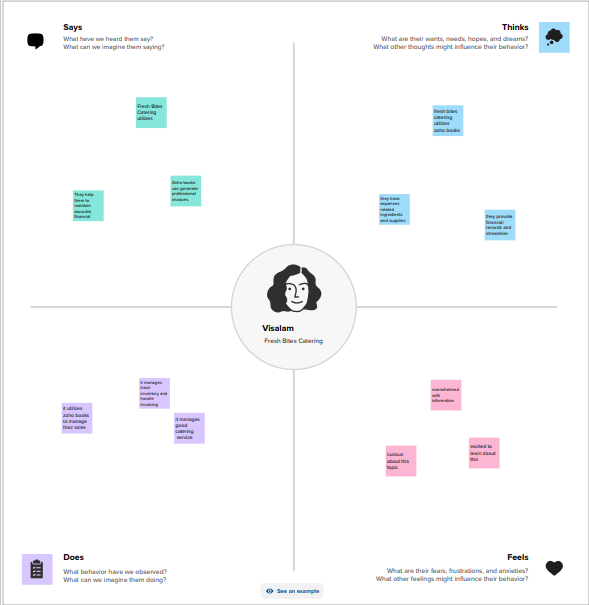 Says
What have we heard them say?
What can we imagine them saying?
Thinks
What are their wants, needs, hopes, and dreams?
What other thoughts might influence their behavior?
Fresh Bites
Catering
utilizes
They help
them to
maintain
accurate
financial
Zoho books
can generate
professional
invoices
fresh bites
catering
utilizes
zoho books
they track
expenses
related
ingredients
and supplies
they provide
financial
records and
streamline
Visalam
Fresh Bites Catering
it utilizes
zoho books
to manage
their sales
it manages
track
inventory and
handle
invoicing
it manages
good
catering
service
overwhelmed
with
information
curious
about this
topic
excited to
learn about
this
Does
What behavior have we observed?
What can we imagine them doing?
Feels
What are their fears, frustrations, and anxieties?
What other feelings might influence their behavior?
See an example